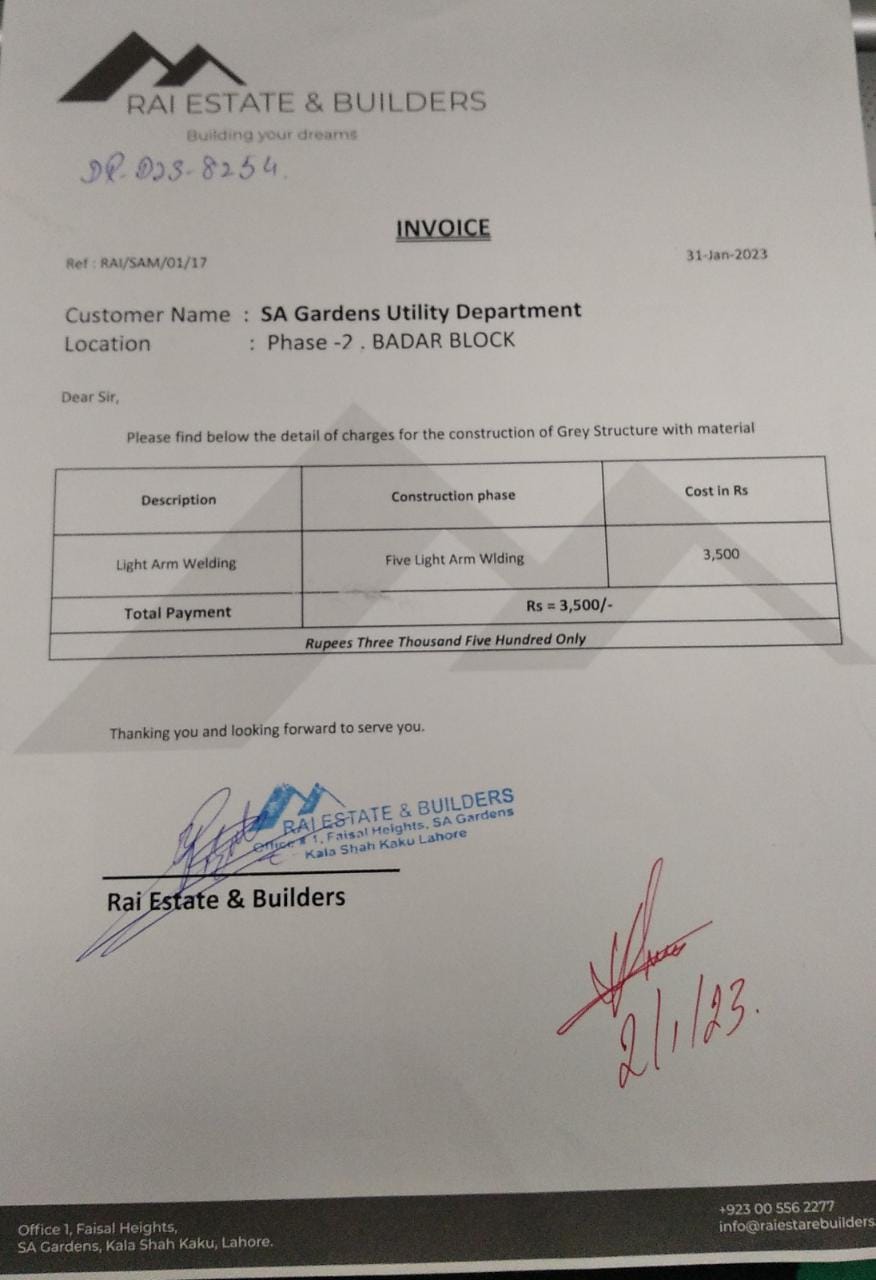 RAI ESTATE & BUILDERS
Building your dreams
DP-D23-8254.
INVOICE
Ref : RAI/SAM/01/17
31-Jan-2023
Customer Name : SA Gardens Utility Department
Location : Phase -2 . BADAR BLOCK
Dear Sir,
Please find below the detail of charges for the construction of Grey Structure with material
Description Construction phase Cost in Rs
Light Arm Welding Five Light Arm Wlding 3,500
Total Payment Rs = 3,500/-
Rupees Three Thousand Five Hundred Only
Thanking you and looking forward to serve you.
RAI ESTATE & BUILDERS
Office # 1, Faisal Heights, SA Gardens
Kala Shah Kaku Lahore
Rai Estate & Builders
2/1/23.
Office 1, Faisal Heights,
SA Gardens, Kala Shah Kaku, Lahore.
+923 00 556 2277
info@raiestarebuilders